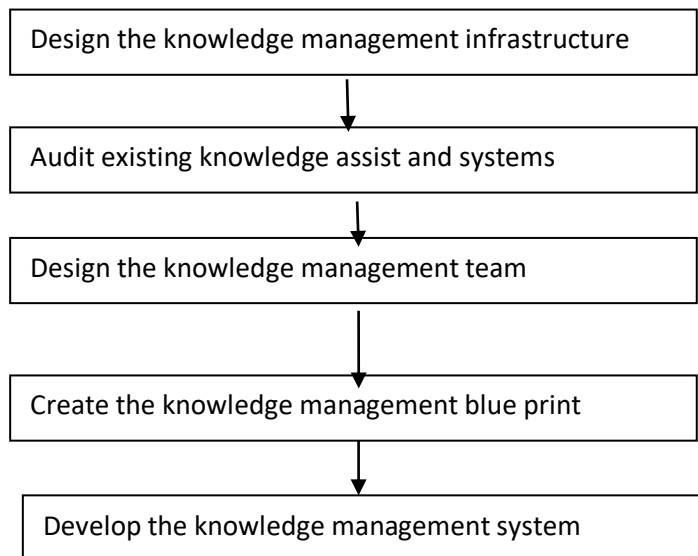 Design the knowledge management infrastructure
Audit existing knowledge assist and systems
Design the knowledge management team
Create the knowledge management blue print
Develop the knowledge management system